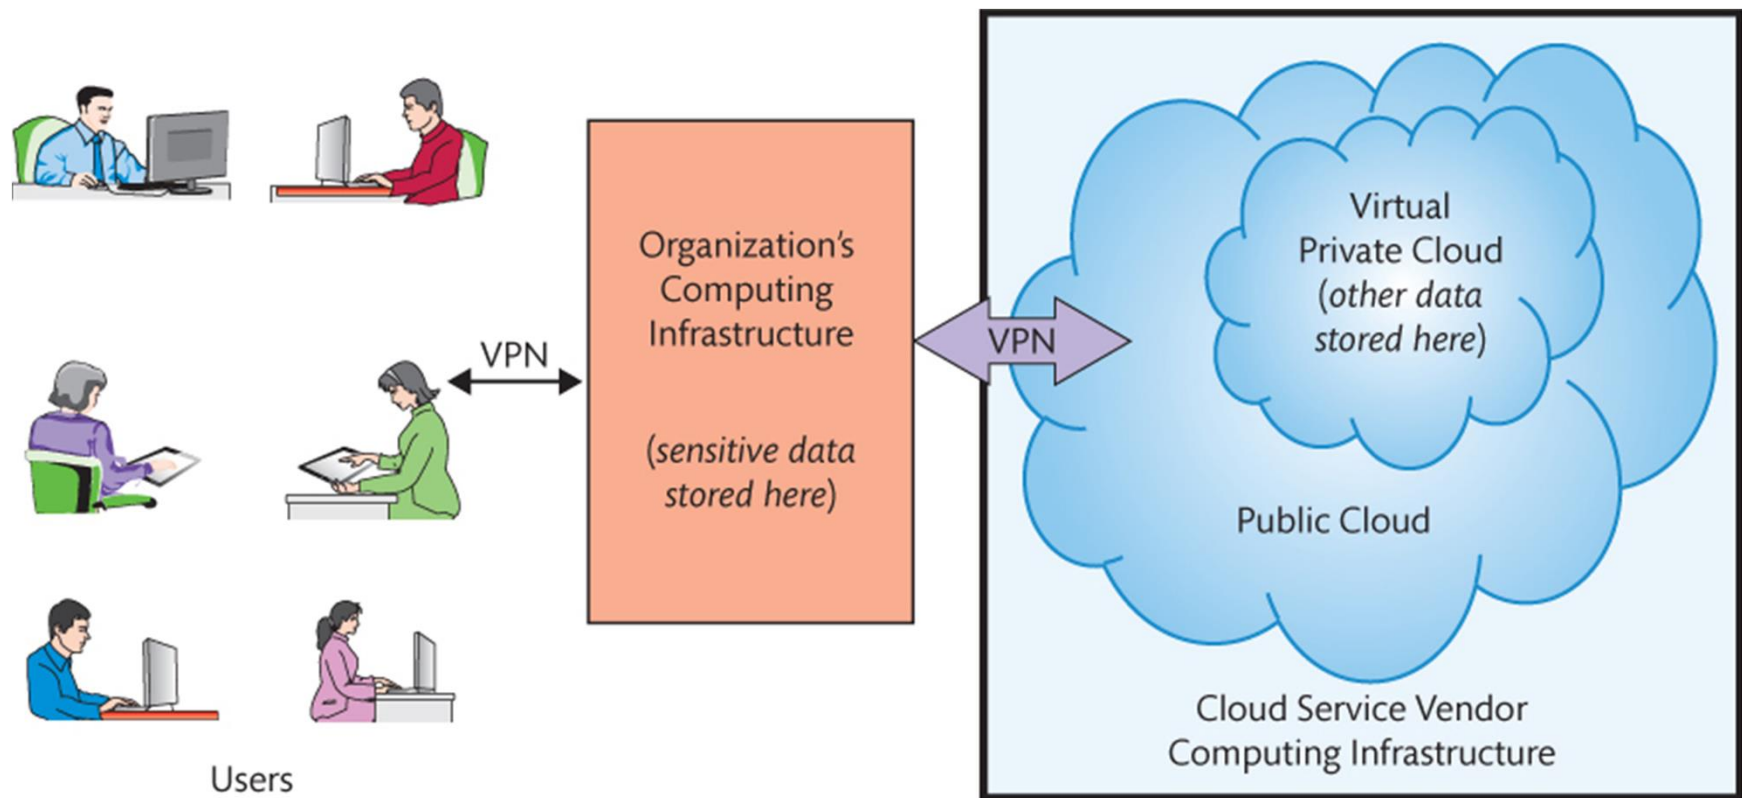 Users
VPN
Organization's
Computing
Infrastructure
(sensitive data
stored here)
VPN
Virtual
Private Cloud
(other data
stored here)
Public Cloud
Cloud Service Vendor
Computing Infrastructure